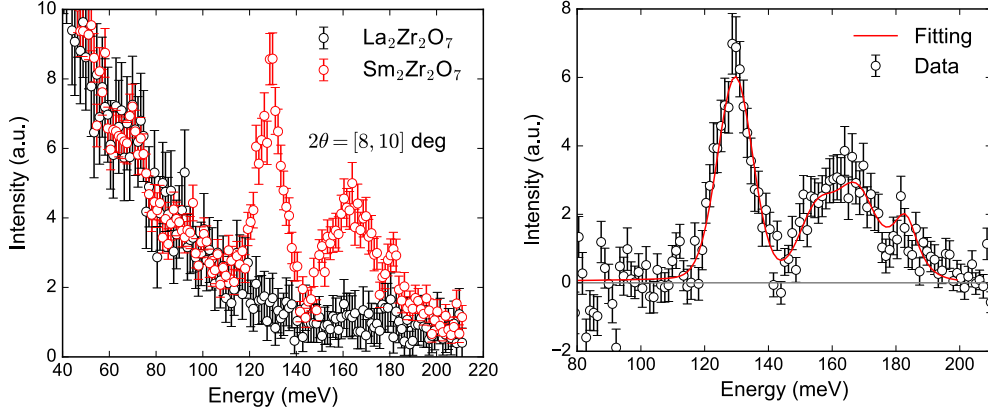 10
8
6
4
2
0
40 60 80 100 120 140 160 180 200 220
Energy (meV)
Intensity (a.u.)
La₂Zr₂O₇
Sm₂Zr₂O₇
2θ = [8, 10] deg
8
6
4
2
0
−2
80 100 120 140 160 180 200
Energy (meV)
Intensity (a.u.)
Fitting
Data